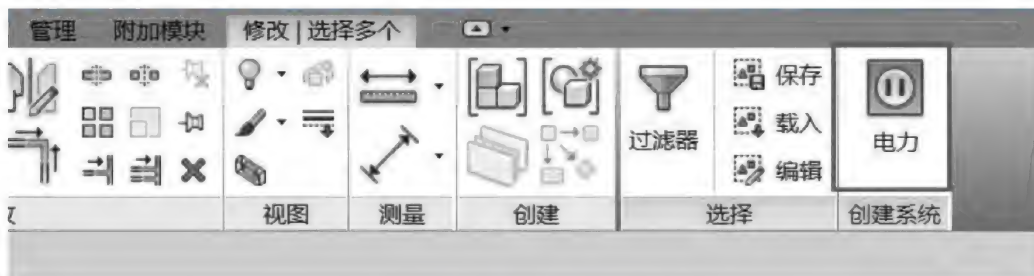 管理 附加模块 修改 | 选择多个
保存
过滤器 载入 电力
编辑
视图 测量 创建 选择 创建系统